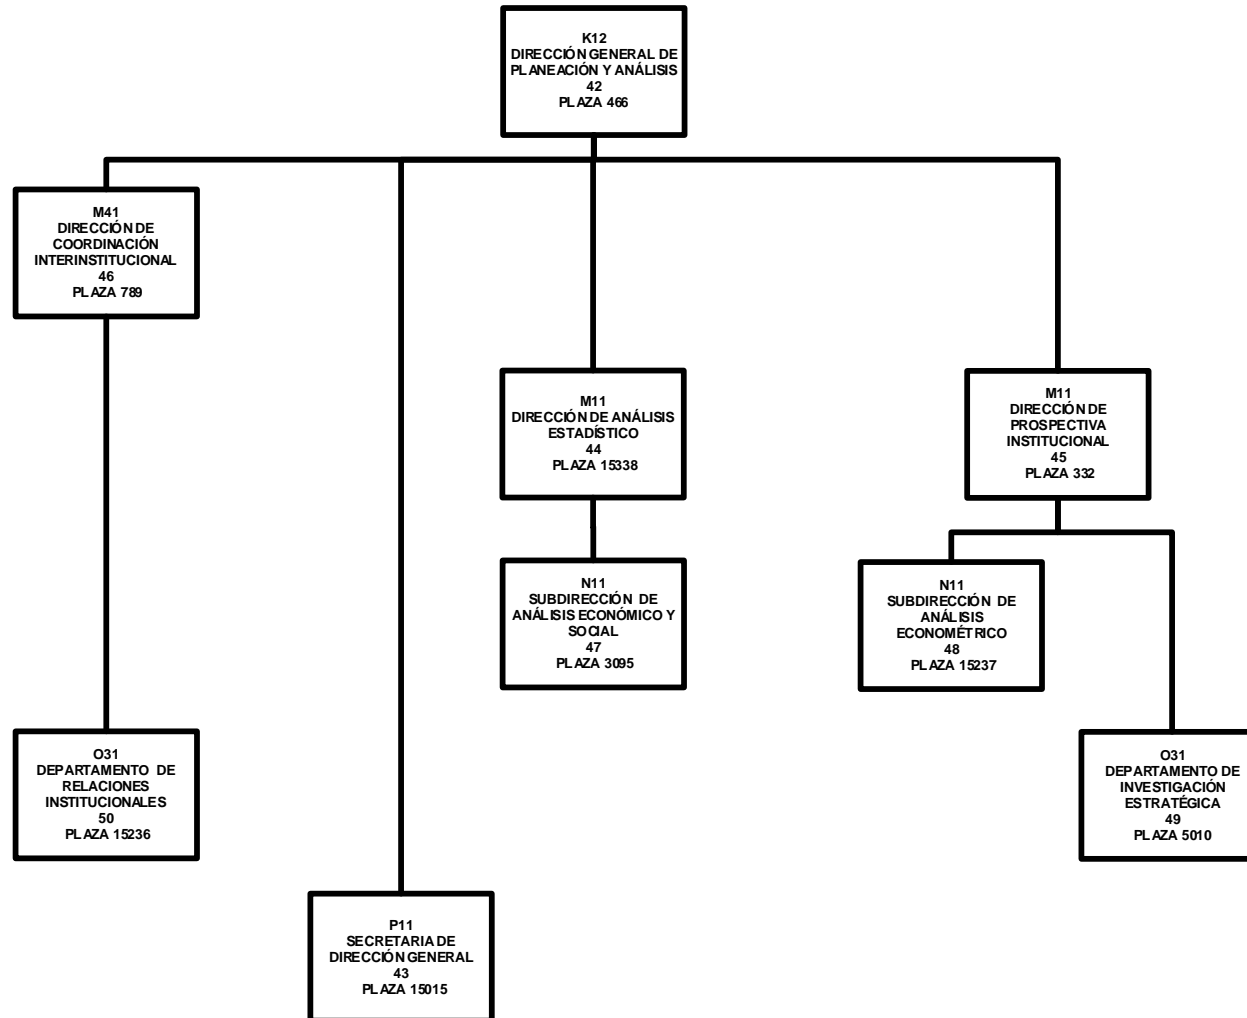 K12
DIRECCIÓN GENERAL DE
PLANEACIÓN Y ANÁLISIS
42
PLAZA 466
M41
DIRECCIÓN DE
COORDINACIÓN
INTERINSTITUCIONAL
46
PLAZA 789
M11
DIRECCIÓN DE ANÁLISIS
ESTADÍSTICO
44
PLAZA 15338
M11
DIRECCIÓN DE
PROSPECTIVA
INSTITUCIONAL
45
PLAZA 332
N11
SUBDIRECCIÓN DE
ANÁLISIS ECONÓMICO Y
SOCIAL
47
PLAZA 3095
N11
SUBDIRECCIÓN DE
ANÁLISIS
ECONOMÉTRICO
48
PLAZA 15237
O31
DEPARTAMENTO DE
RELACIONES
INSTITUCIONALES
50
PLAZA 15236
O31
DEPARTAMENTO DE
INVESTIGACIÓN
ESTRATÉGICA
49
PLAZA 5010
P11
SECRETARIA DE
DIRECCIÓN GENERAL
43
PLAZA 15015